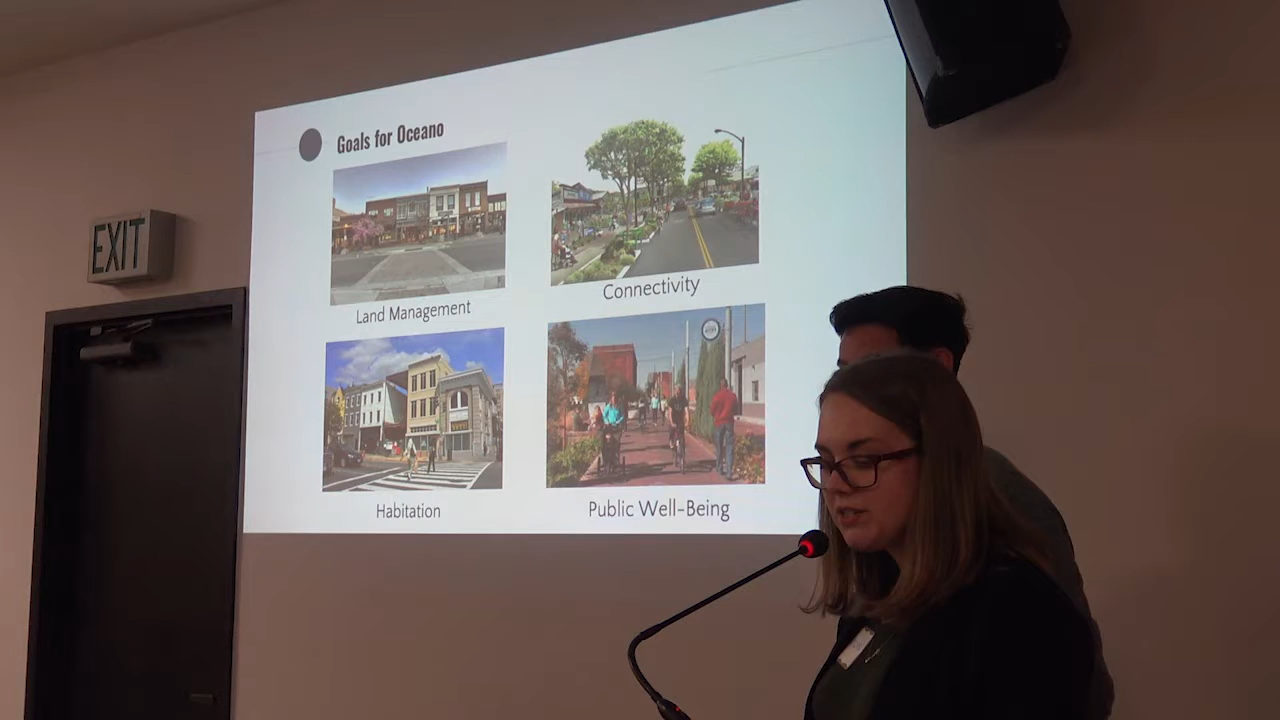 Goals for Oceano
EXIT
Land Management
Connectivity
Habitation
Public Well-Being